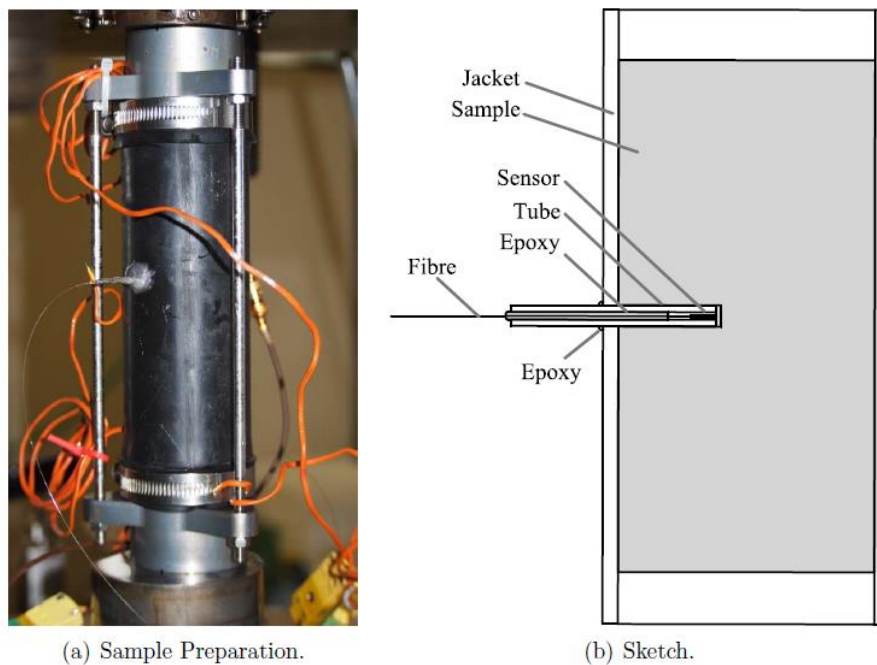 Jacket
Sample
Sensor
Tube
Epoxy
Fibre
Epoxy
(a) Sample Preparation.
(b) Sketch.